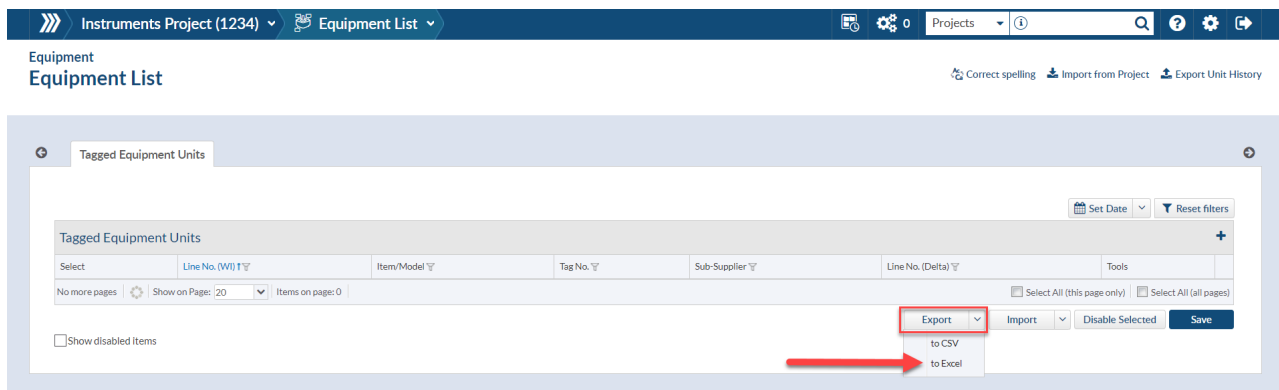 Instruments Project (1234) Equipment List 0 Projects
Equipment
Equipment List
Correct spelling Import from Project Export Unit History
Tagged Equipment Units
Set Date Reset filters
Tagged Equipment Units +
Select Line No. (WI) Item/Model Tag No. Sub-Supplier Line No. (Delta) Tools
No more pages Show on Page: 20 Items on page: 0 Select All (this page only) Select All (all pages)
Export Import Disable Selected Save
Show disabled items
to CSV
to Excel